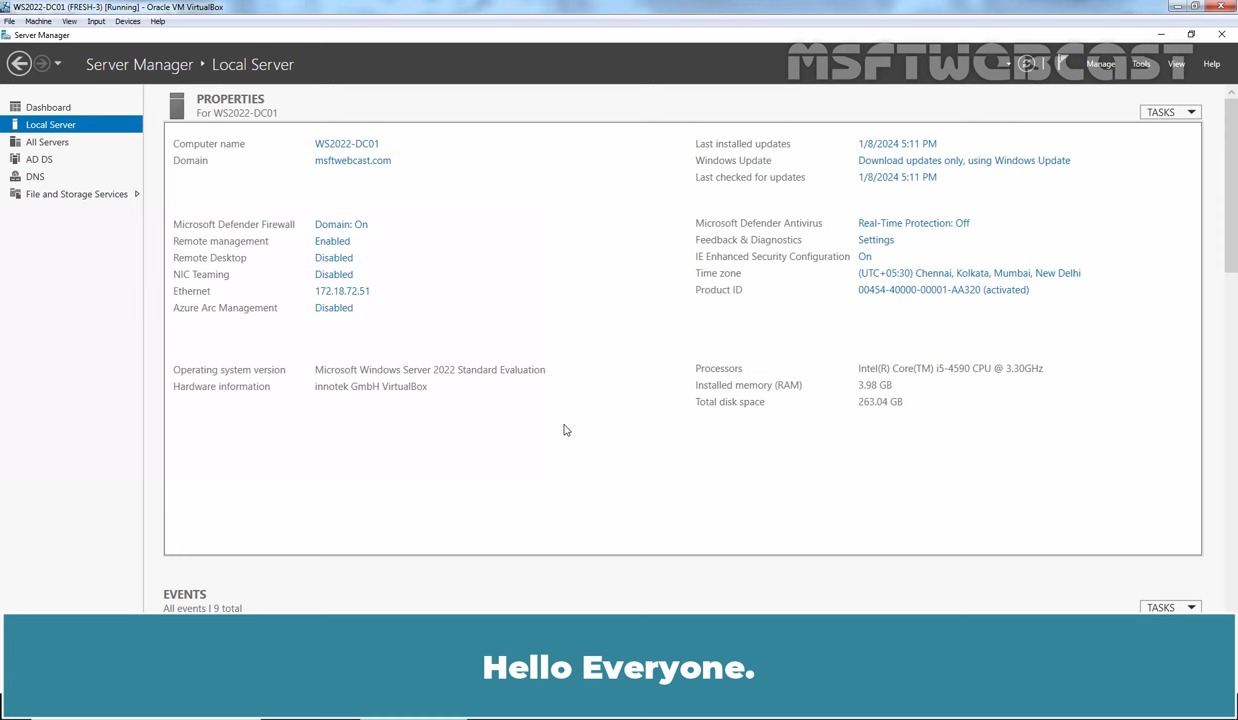 WS2022-DC01 (FRESH-3) [Running] - Oracle VM VirtualBox
File Machine View Input Devices Help
Server Manager
Server Manager ‣ Local Server
MSFTWEBCAST
Manage Tools View Help
Dashboard
Local Server
All Servers
AD DS
DNS
File and Storage Services
PROPERTIES
For WS2022-DC01
TASKS
Computer name WS2022-DC01
Domain msftwebcast.com
Last installed updates 1/8/2024 5:11 PM
Windows Update Download updates only, using Windows Update
Last checked for updates 1/8/2024 5:11 PM
Microsoft Defender Firewall Domain: On
Remote management Enabled
Remote Desktop Disabled
NIC Teaming Disabled
Ethernet 172.18.72.51
Azure Arc Management Disabled
Microsoft Defender Antivirus Real-Time Protection: Off
Feedback & Diagnostics Settings
IE Enhanced Security Configuration On
Time zone (UTC+05:30) Chennai, Kolkata, Mumbai, New Delhi
Product ID 00454-40000-00001-AA320 (activated)
Operating system version Microsoft Windows Server 2022 Standard Evaluation
Hardware information innotek GmbH VirtualBox
Processors Intel(R) Core(TM) i5-4590 CPU @ 3.30GHz
Installed memory (RAM) 3.98 GB
Total disk space 263.04 GB
EVENTS
All events | 9 total
TASKS
Hello Everyone.